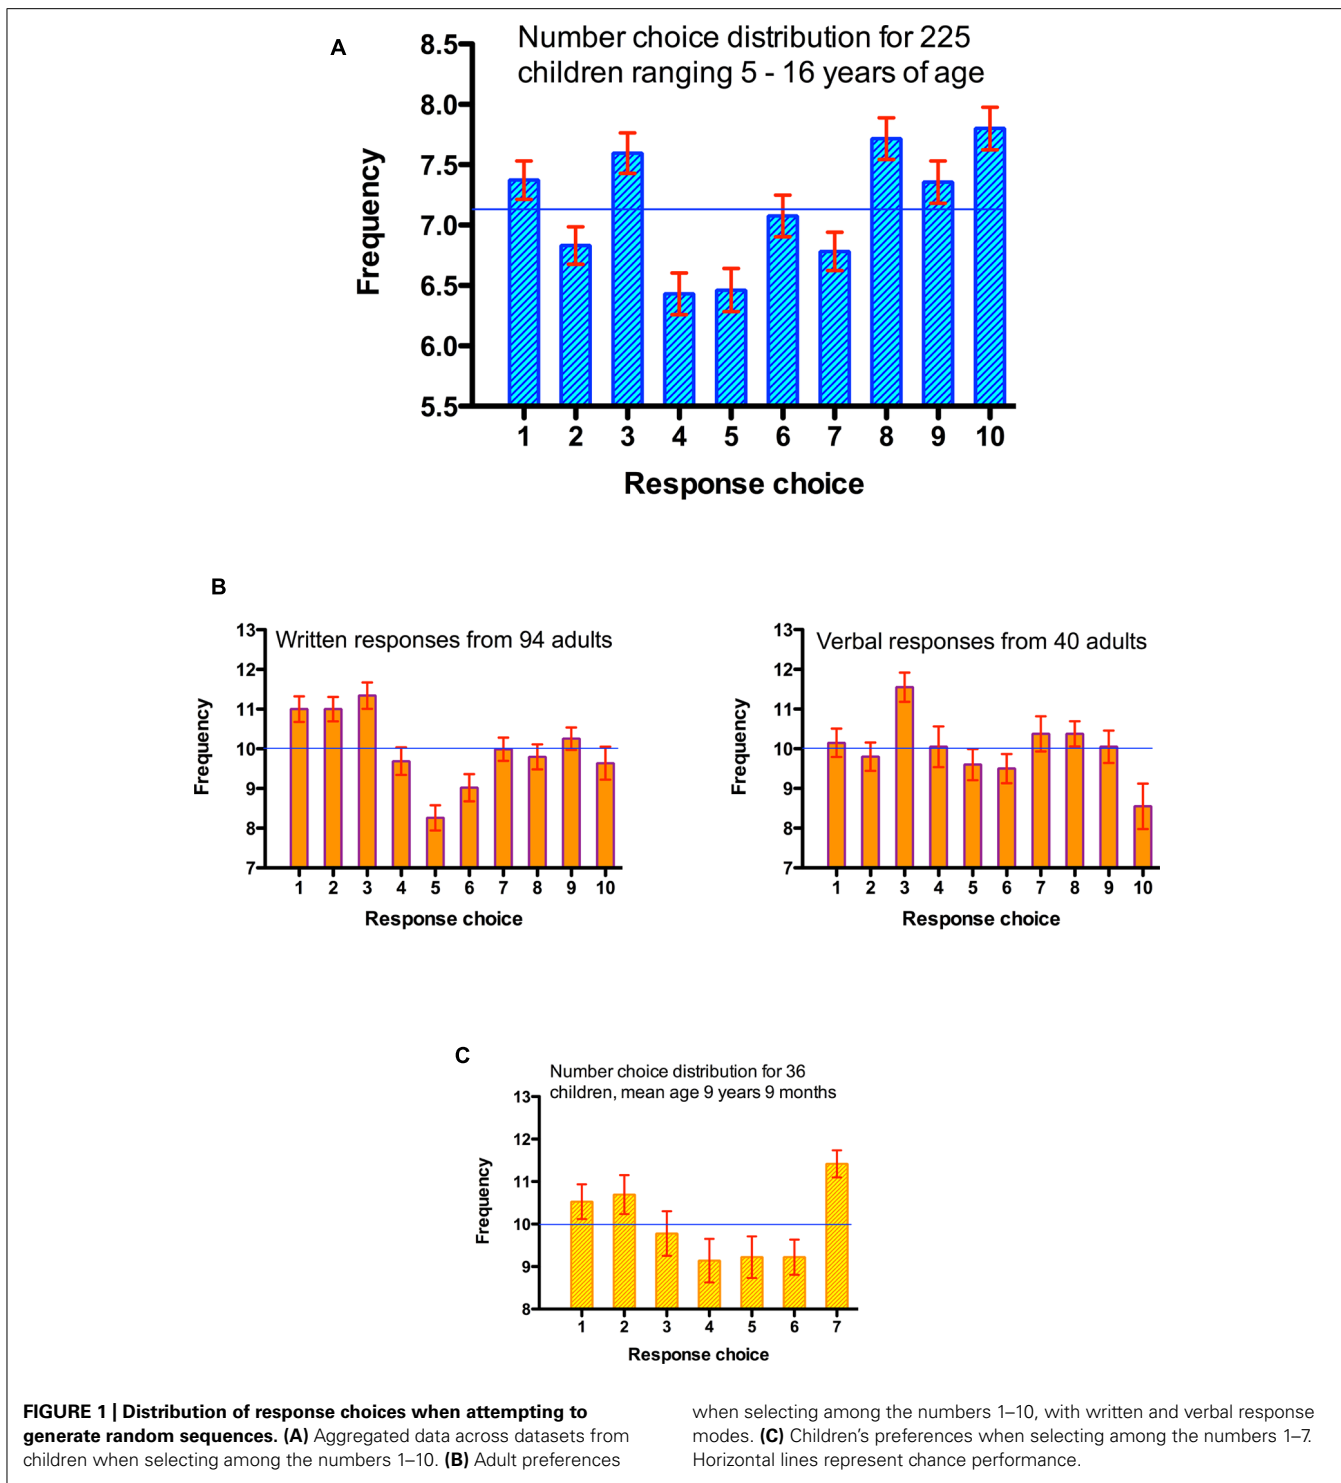 A
Number choice distribution for 225
children ranging 5 - 16 years of age
8.5
8.0
7.5
7.0
6.5
6.0
5.5
Frequency
1 2 3 4 5 6 7 8 9 10
Response choice
B
Written responses from 94 adults
13
12
11
10
9
8
7
Frequency
1 2 3 4 5 6 7 8 9 10
Response choice
Verbal responses from 40 adults
13
12
11
10
9
8
7
Frequency
1 2 3 4 5 6 7 8 9 10
Response choice
C
Number choice distribution for 36
children, mean age 9 years 9 months
13
12
11
10
9
8
Frequency
1 2 3 4 5 6 7
Response choice
FIGURE 1 | Distribution of response choices when attempting to
generate random sequences. (A) Aggregated data across datasets from
children when selecting among the numbers 1–10. (B) Adult preferences
when selecting among the numbers 1–10, with written and verbal response
modes. (C) Children's preferences when selecting among the numbers 1–7.
Horizontal lines represent chance performance.